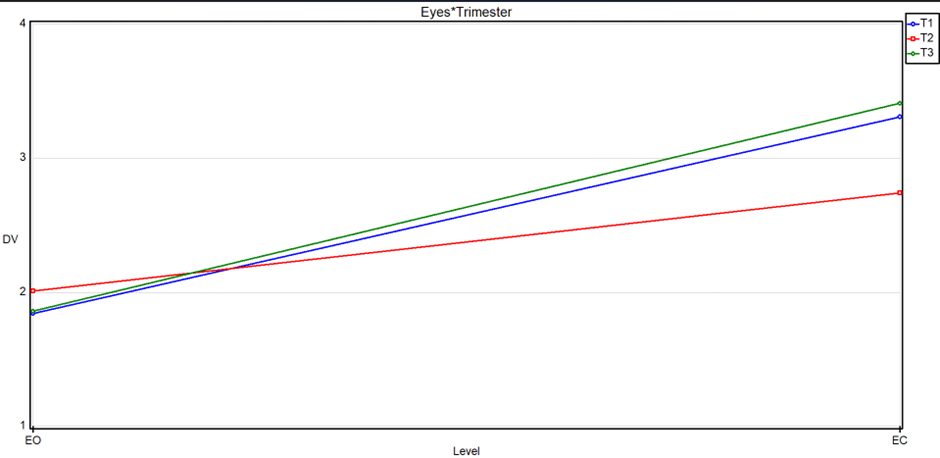 Eyes*Trimester
T1
T2
T3
4
3
DV
2
1
EO
EC
Level